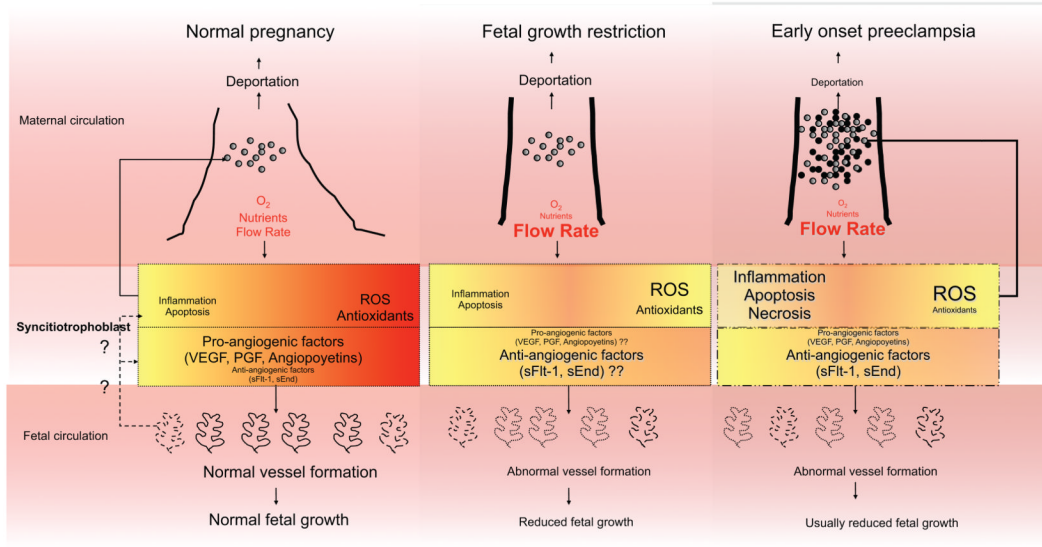 Normal pregnancy
Fetal growth restriction
Early onset preeclampsia
Deportation
Deportation
Deportation
Maternal circulation
O2
Nutrients
Flow Rate
O2
Nutrients
Flow Rate
O2
Nutrients
Flow Rate
Inflammation
Apoptosis
ROS
Antioxidants
Inflammation
Apoptosis
ROS
Antioxidants
Inflammation
Apoptosis
Necrosis
ROS
Antioxidants
Syncitiotrophoblast
?
?
Pro-angiogenic factors
(VEGF, PGF, Angiopoyetins)
Anti-angiogenic factors
(sFlt-1, sEnd)
Pro-angiogenic factors
(VEGF, PGF, Angiopoyetins) ??
Anti-angiogenic factors
(sFlt-1, sEnd) ??
Pro-angiogenic factors
(VEGF, PGF, Angiopoyetins)
Anti-angiogenic factors
(sFlt-1, sEnd)
Fetal circulation
Normal vessel formation
Abnormal vessel formation
Abnormal vessel formation
Normal fetal growth
Reduced fetal growth
Usually reduced fetal growth